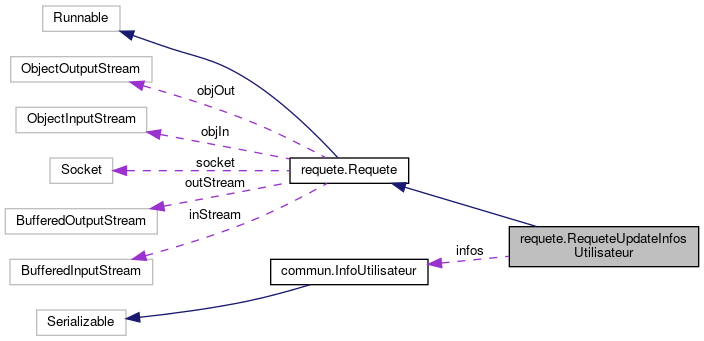 Runnable
ObjectOutputStream
objOut
ObjectInputStream
objIn
socket
Socket
requete.Requete
outStream
BufferedOutputStream
inStream
requete.RequeteUpdateInfos
Utilisateur
infos
BufferedInputStream
commun.InfoUtilisateur
Serializable